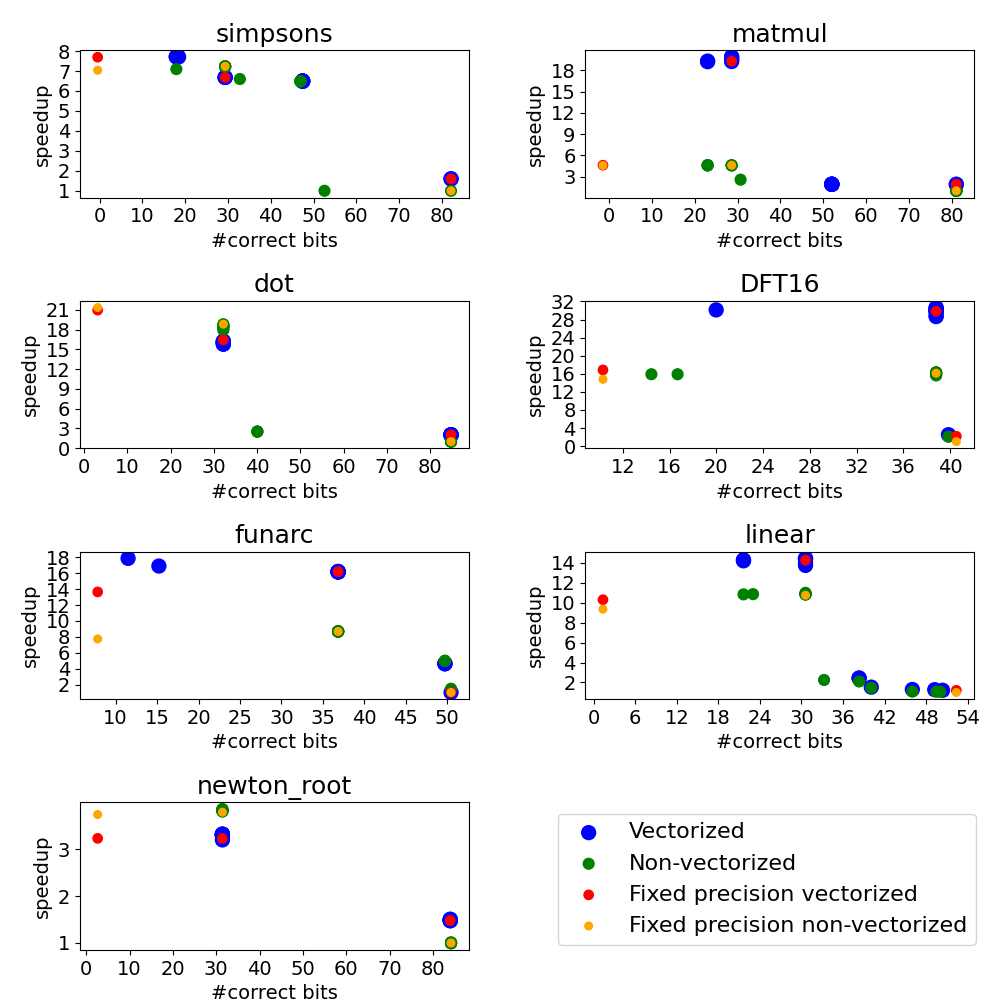 simpsons
speedup
8
7
6
5
4
3
2
1
0 10 20 30 40 50 60 70 80
#correct bits
matmul
speedup
18
15
12
9
6
3
0 10 20 30 40 50 60 70 80
#correct bits
dot
speedup
21
18
15
12
9
6
3
0
0 10 20 30 40 50 60 70 80
#correct bits
DFT16
speedup
32
28
24
20
16
12
8
4
0
12 16 20 24 28 32 36 40
#correct bits
funarc
speedup
18
16
14
12
10
8
6
4
2
10 15 20 25 30 35 40 45 50
#correct bits
linear
speedup
14
12
10
8
6
4
2
0 6 12 18 24 30 36 42 48 54
#correct bits
newton_root
speedup
3
2
1
0 10 20 30 40 50 60 70 80
#correct bits
Vectorized
Non-vectorized
Fixed precision vectorized
Fixed precision non-vectorized